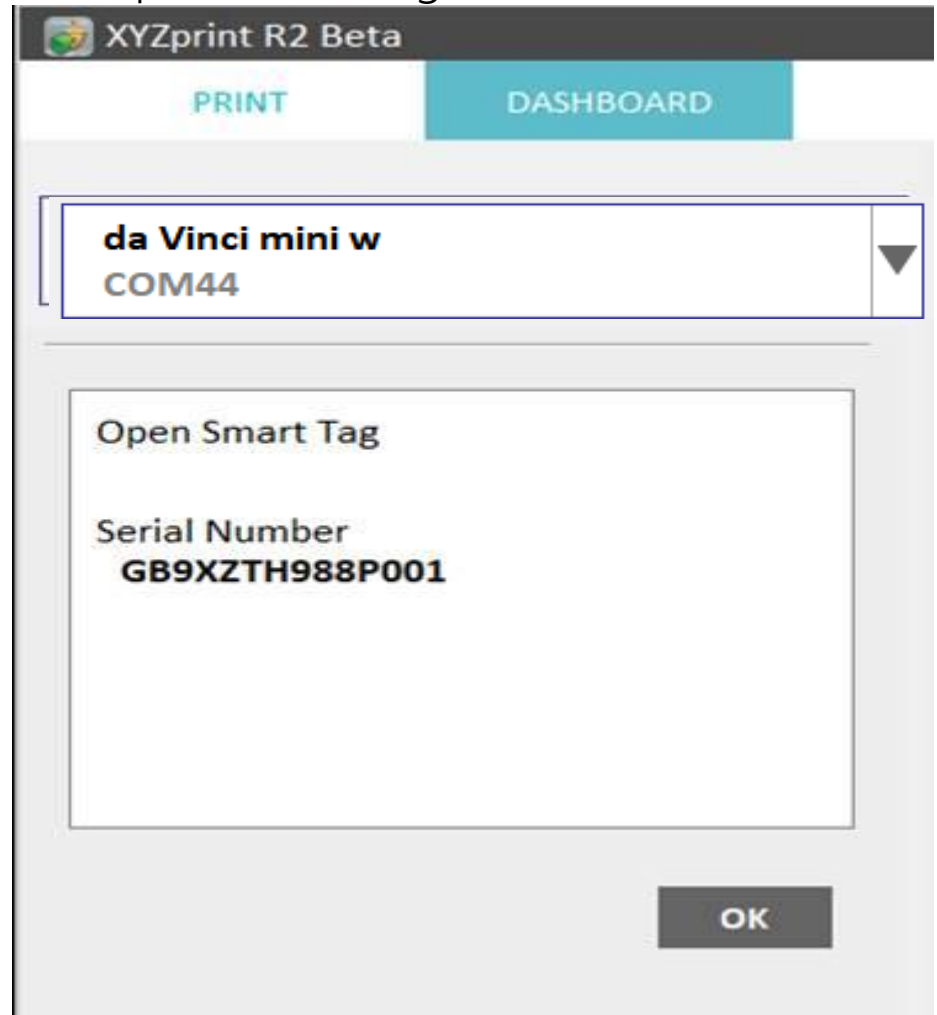 XYZprint R2 Beta
PRINT DASHBOARD
da Vinci mini w
COM44
Open Smart Tag
Serial Number
GB9XZTH988P001
OK